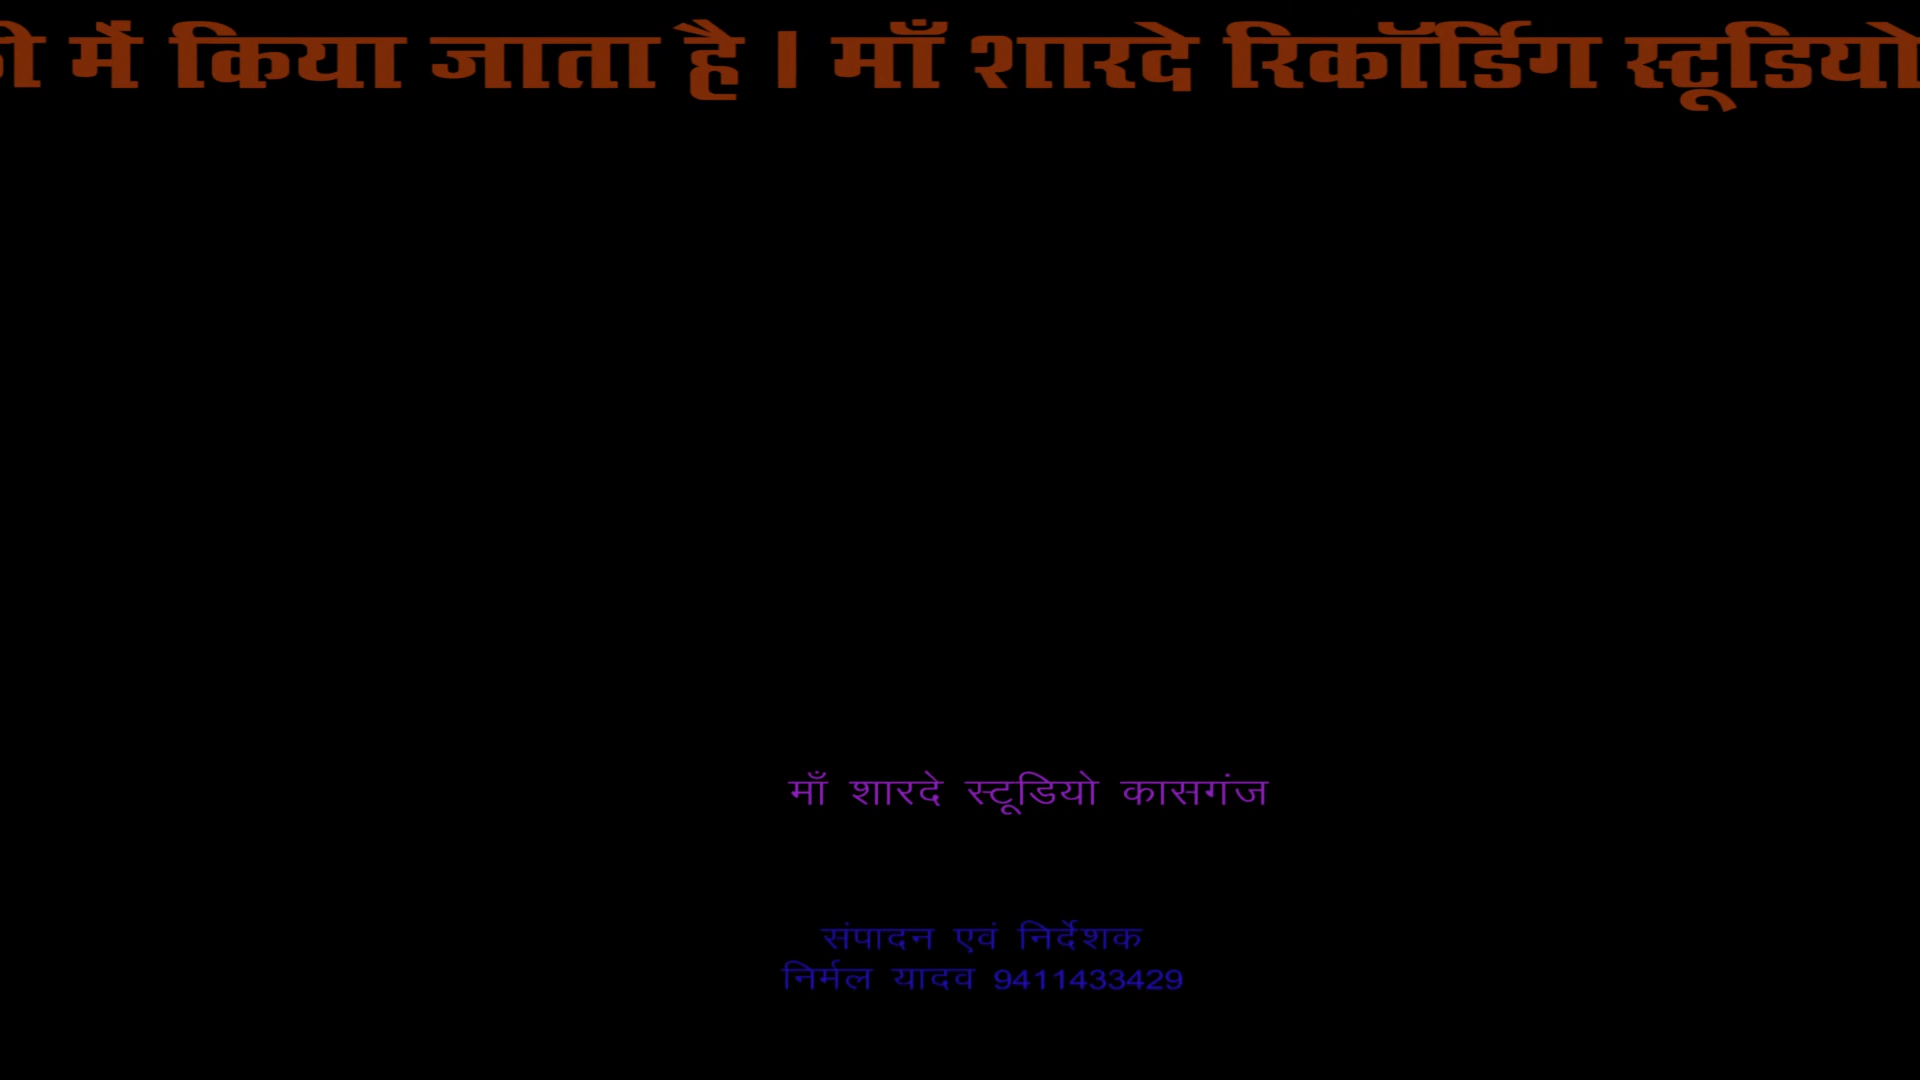 में किया जाता है । माँ शारदे रिकॉर्डिग स्टूडियो
माँ शारदे स्टूडियो कासगंज
संपादन एवं निर्देशक
निर्मल यादव 9411433429